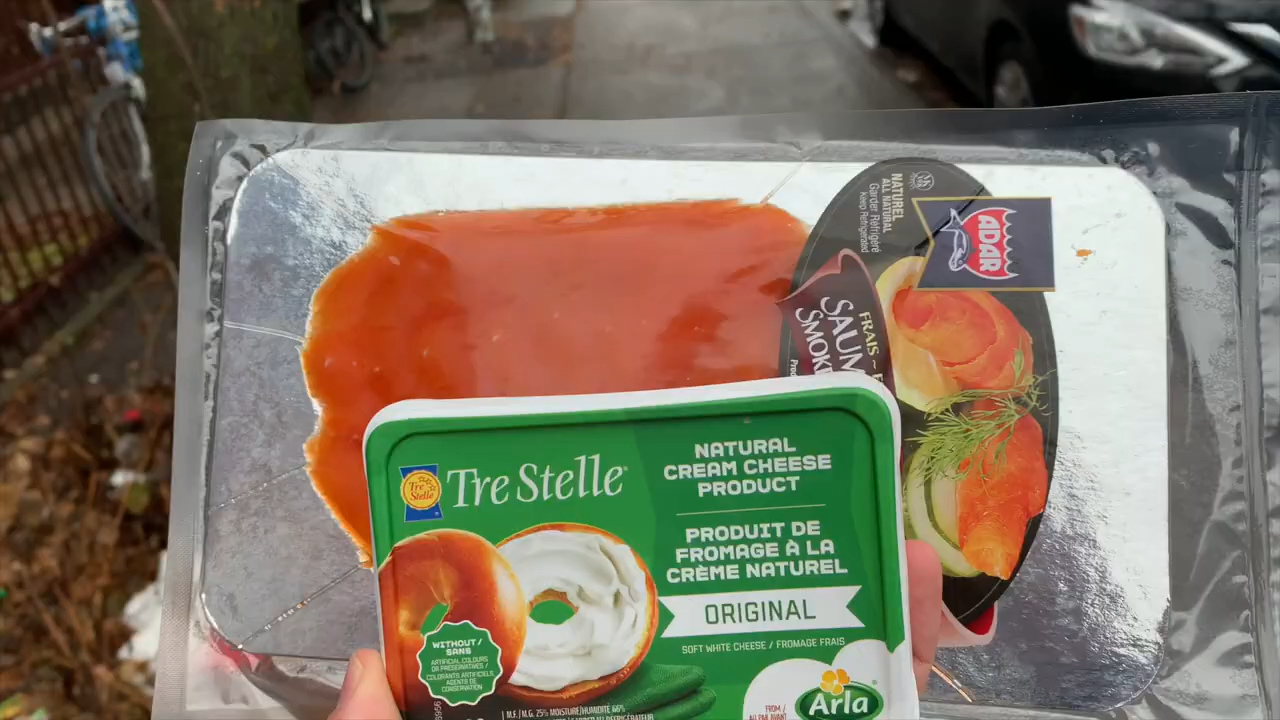 NATUREL
ALL NATURAL
Garder Réfrigéré
Keep Refrigerated
MK
ADAR
FRAIS ~
SAUM
SMOK
Tre Stelle
Tre Stelle
NATURAL
CREAM CHEESE
PRODUCT
PRODUIT DE
FROMAGE À LA
CRÈME NATUREL
ORIGINAL
SOFT WHITE CHEESE / FROMAGE FRAIS
WITHOUT /
SANS
ARTIFICIAL COLOURS
OR PRESERVATIVES /
COLORANTS ARTIFICIELS
AGENTS DE
CONSERVATION
FROM /
Arla
M.F./M.G. 25% MOISTURE/HUMIDITÉ 66%